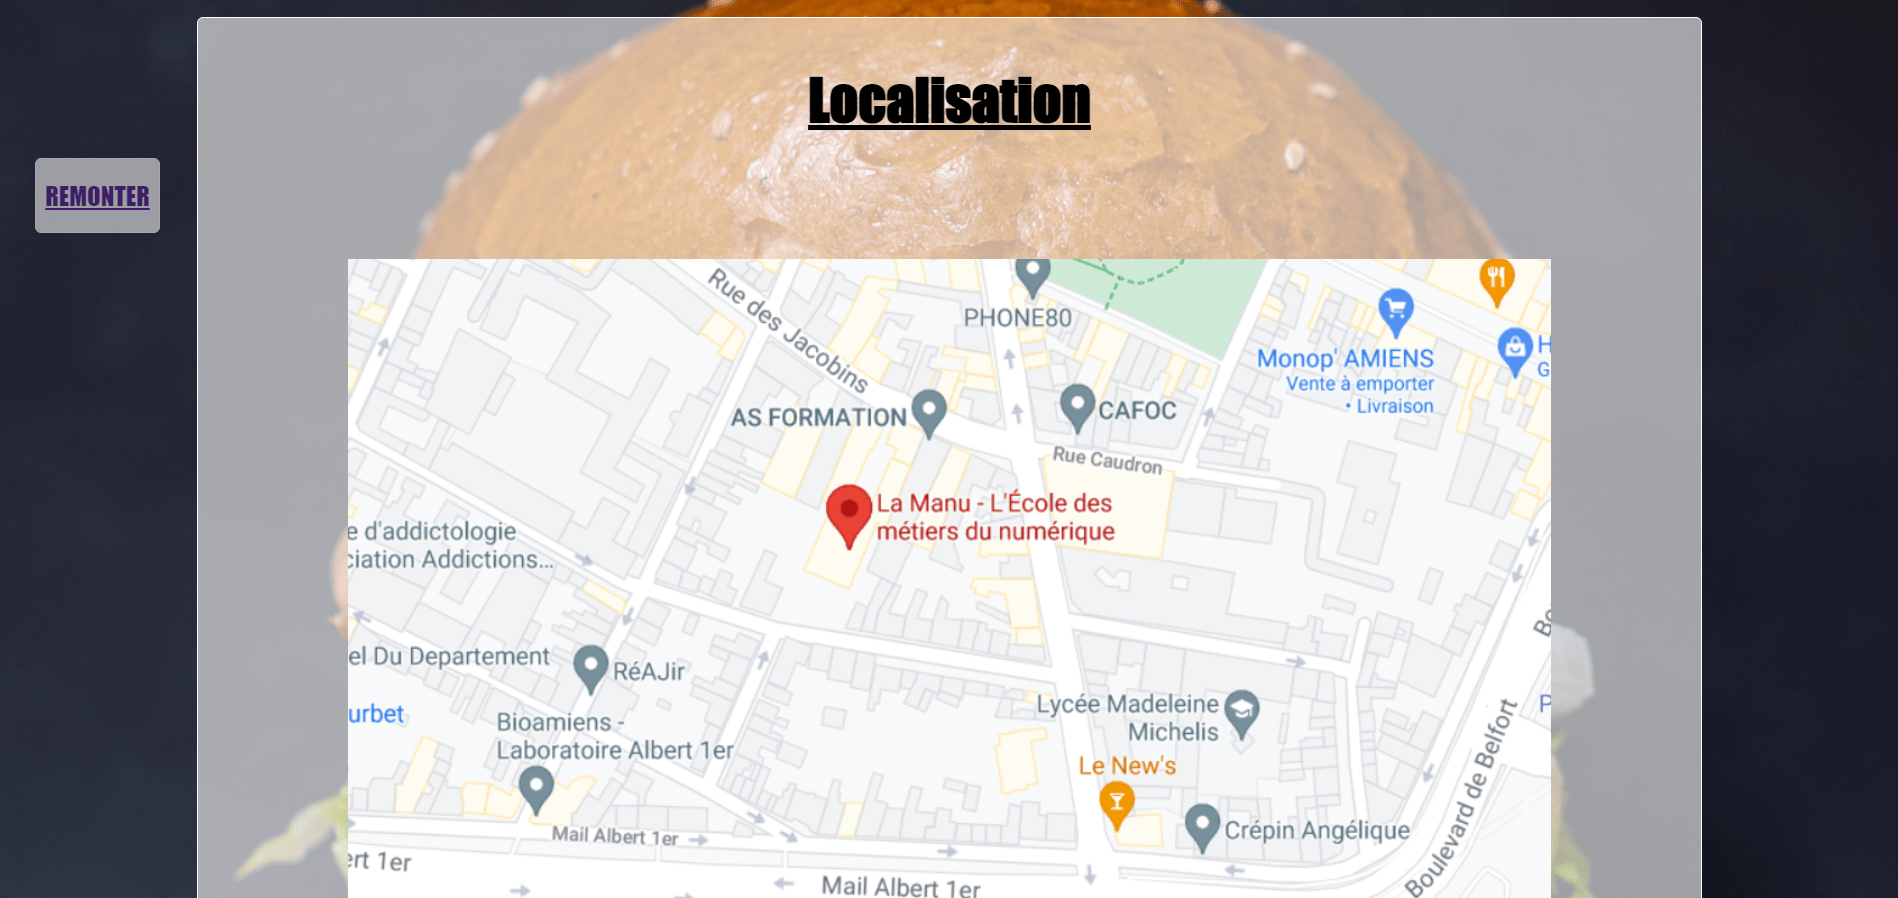 Localisation
REMONTER
Rue des Jacobins
PHONE80
Monop' AMIENS
Vente à emporter
• Livraison
H
G
AS FORMATION
CAFOC
Rue Caudron
La Manu - L'École des
métiers du numérique
e d'addictologie
ciation Addictions...
Bo
el Du Departement
RéAJir
urbet
Bioamiens -
Laboratoire Albert 1er
Lycée Madeleine
Michelis
P
Le New's
Boulevard de Belfort
Crépin Angélique
Mail Albert 1er
ert 1er
Mail Albert 1er